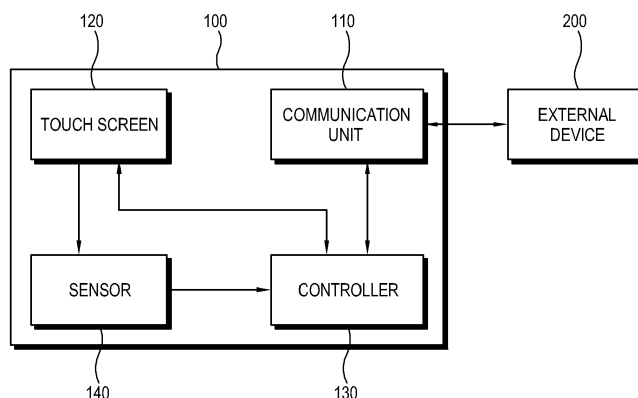 120
100
110
200
TOUCH SCREEN
COMMUNICATION
UNIT
EXTERNAL
DEVICE
SENSOR
CONTROLLER
140
130